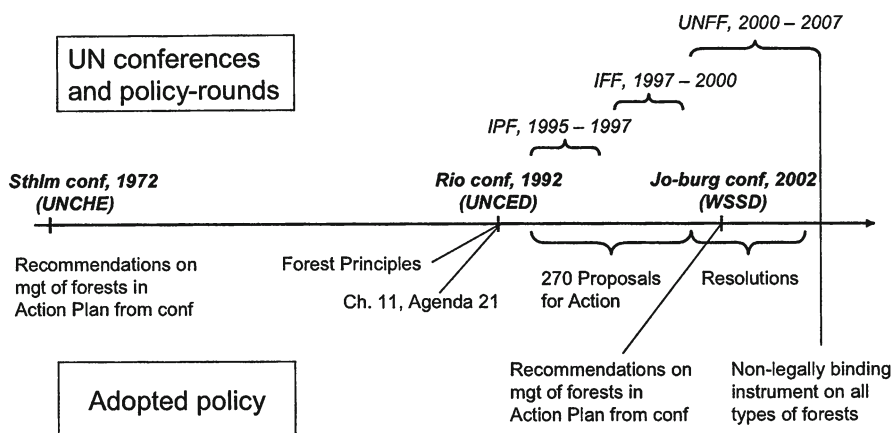 UNFF, 2000 – 2007
UN conferences
and policy-rounds
IFF, 1997 – 2000
IPF, 1995 – 1997
Sthlm conf, 1972
(UNCHE)
Rio conf, 1992
(UNCED)
Jo-burg conf, 2002
(WSSD)
Recommendations on
mgt of forests in
Action Plan from conf
Forest Principles
Ch. 11, Agenda 21
270 Proposals
for Action
Resolutions
Recommendations on
mgt of forests in
Action Plan from conf
Non-legally binding
instrument on all
types of forests
Adopted policy